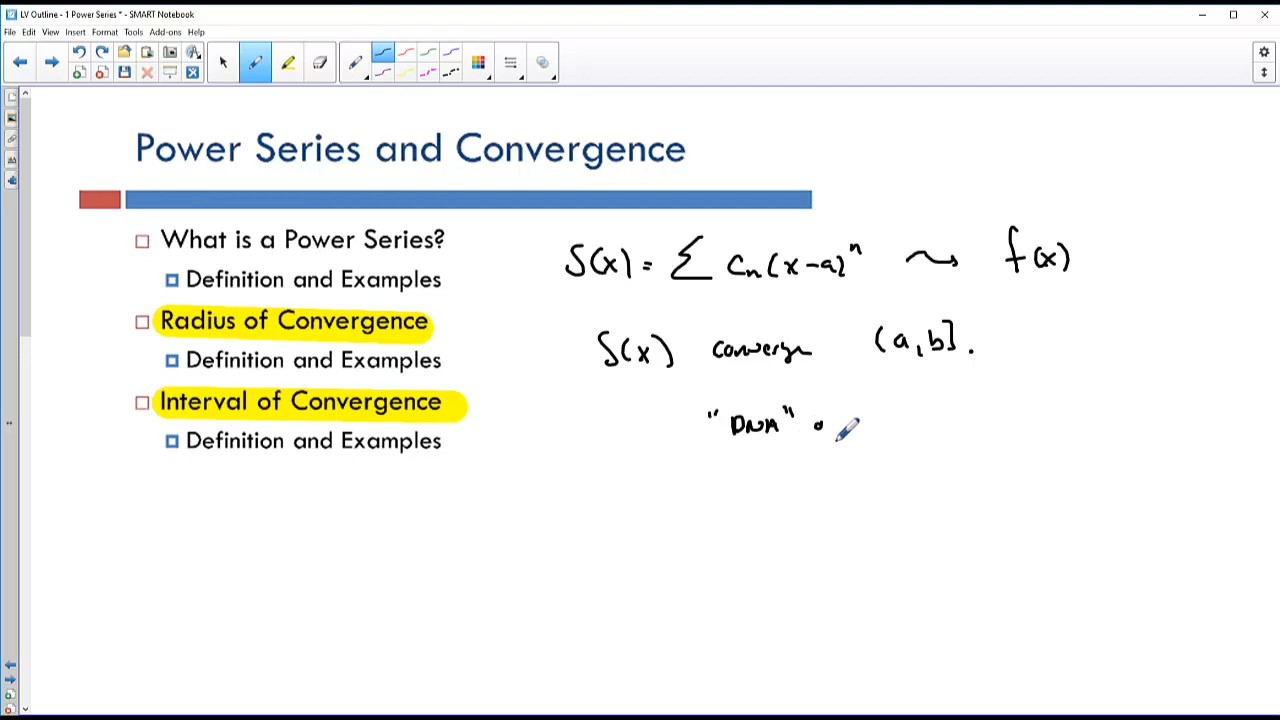 LV Outline - 1 Power Series * - SMART Notebook
File Edit View Insert Format Tools Add-ons Help
Power Series and Convergence
What is a Power Series?
Definition and Examples
Radius of Convergence
Definition and Examples
Interval of Convergence
Definition and Examples
S(x) = ∑ Cn(x-a)^n ⇝ f(x)
S(x) converge (a,b].
"DNA" o